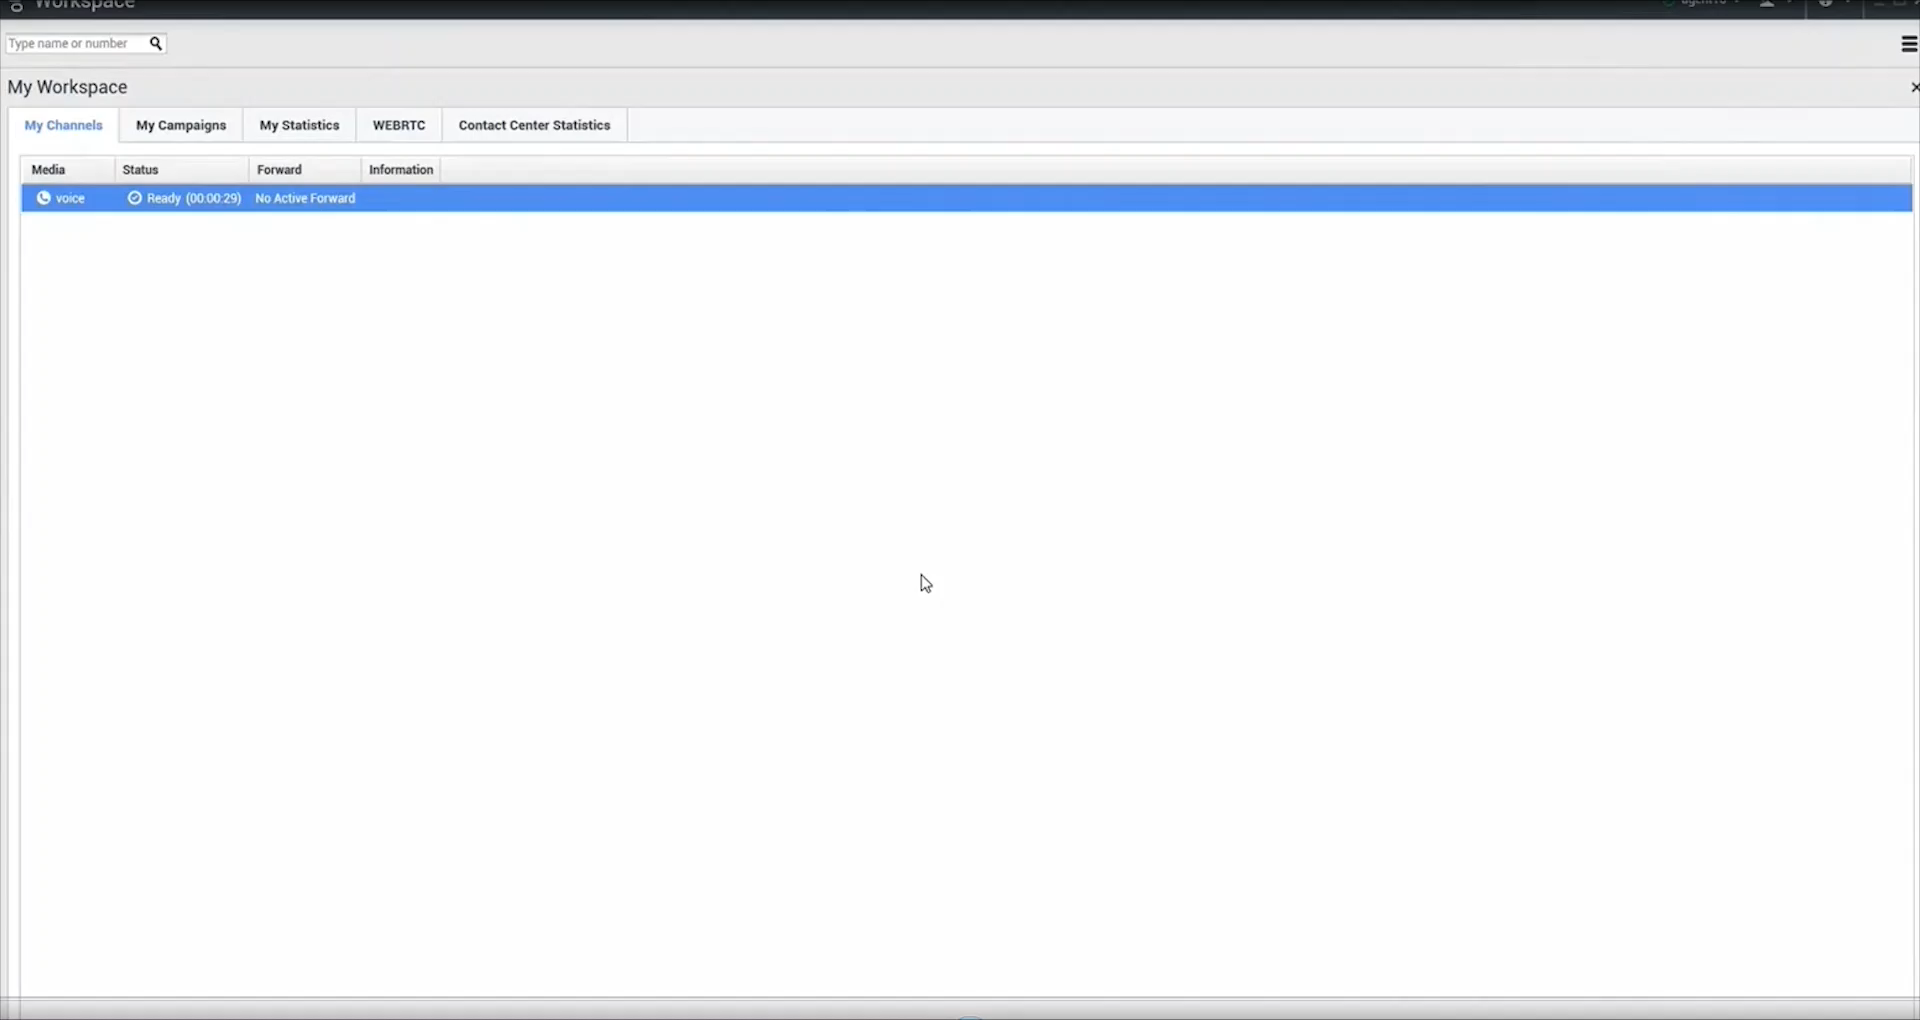 Workspace
Type name or number
My Workspace
My Channels My Campaigns My Statistics WEBRTC Contact Center Statistics
Media Status Forward Information
voice Ready (00:00:29) No Active Forward